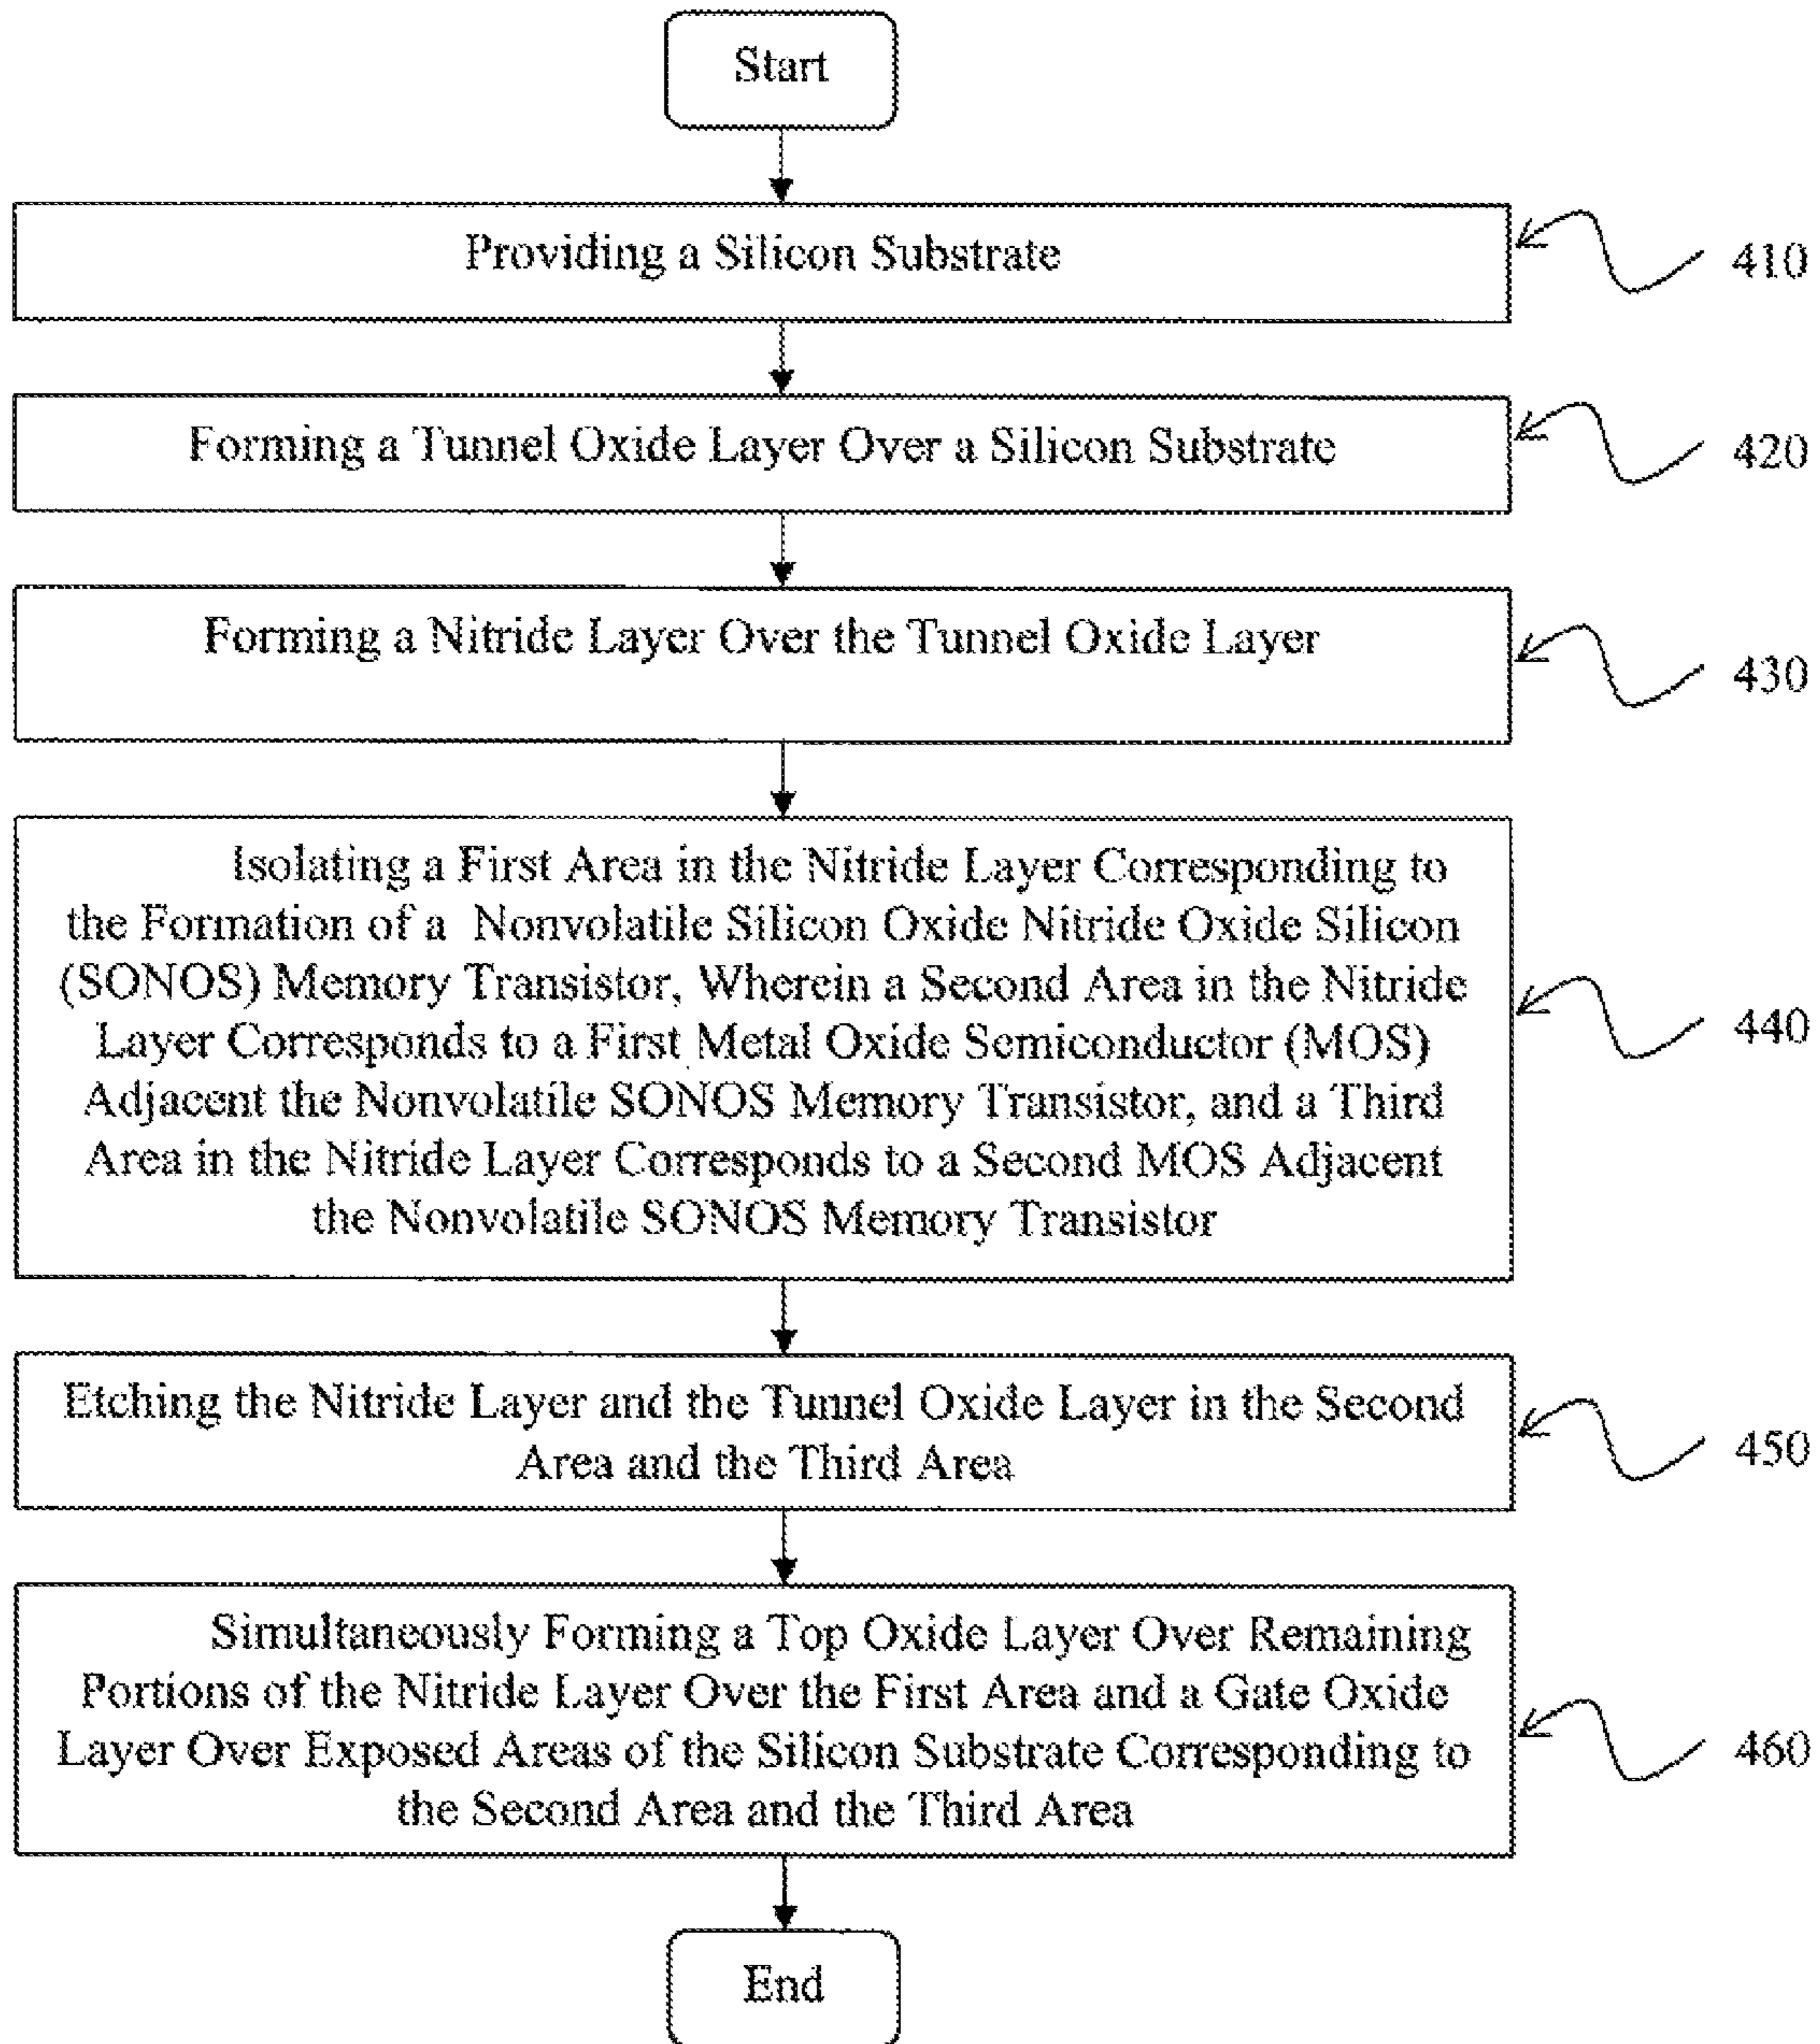 Start
Providing a Silicon Substrate
410
Forming a Tunnel Oxide Layer Over a Silicon Substrate
420
Forming a Nitride Layer Over the Tunnel Oxide Layer
430
Isolating a First Area in the Nitride Layer Corresponding to
the Formation of a Nonvolatile Silicon Oxide Nitride Oxide Silicon
(SONOS) Memory Transistor, Wherein a Second Area in the Nitride
Layer Corresponds to a First Metal Oxide Semiconductor (MOS)
Adjacent the Nonvolatile SONOS Memory Transistor, and a Third
Area in the Nitride Layer Corresponds to a Second MOS Adjacent
the Nonvolatile SONOS Memory Transistor
440
Etching the Nitride Layer and the Tunnel Oxide Layer in the Second
Area and the Third Area
450
Simultaneously Forming a Top Oxide Layer Over Remaining
Portions of the Nitride Layer Over the First Area and a Gate Oxide
Layer Over Exposed Areas of the Silicon Substrate Corresponding to
the Second Area and the Third Area
460
End